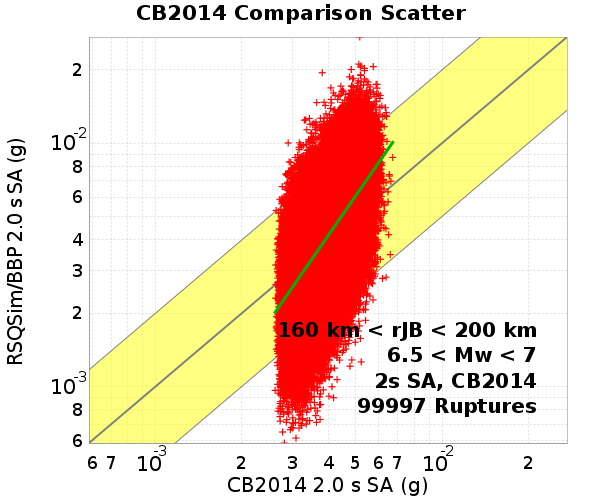 CB2014 Comparison Scatter
RSQSim/BBP 2.0 s SA (g)
2
10-2
8
6
4
3
2
10-3
8
6
160 km < rJB < 200 km
6.5 < Mw < 7
2s SA, CB2014
99997 Ruptures
6 7 10-3 2 3 4 5 6 7 10-2 2
CB2014 2.0 s SA (g)